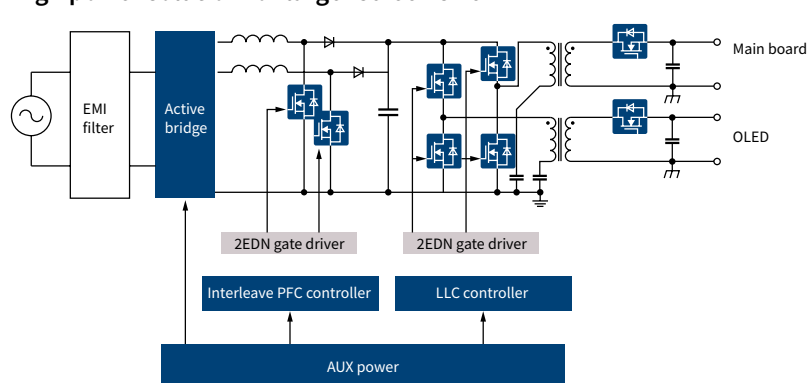 Main board
EMI
filter
Active
bridge
OLED
2EDN gate driver
2EDN gate driver
Interleave PFC controller
LLC controller
AUX power